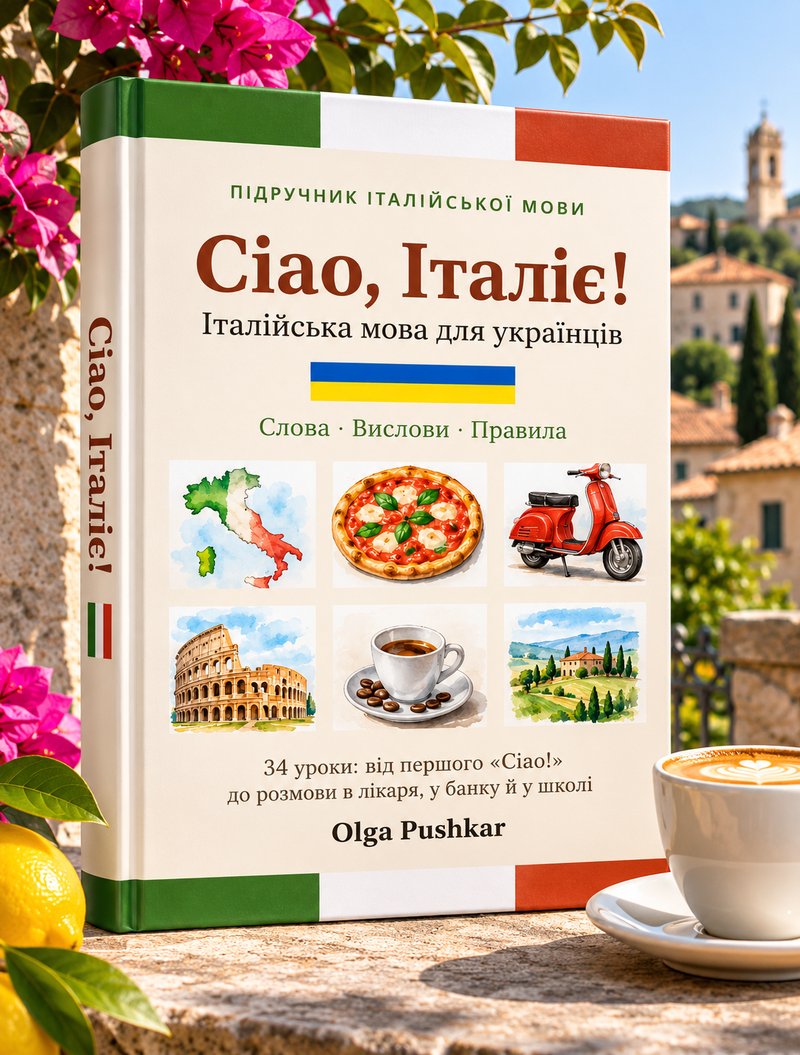 ПІДРУЧНИК ІТАЛІЙСЬКОЇ МОВИ
Ciao, Італіє!
Італійська мова для українців
Слова · Вислови · Правила
34 уроки: від першого «Ciao!»
до розмови в лікаря, у банку й у школі
Olga Pushkar
Ciao, Італіє!